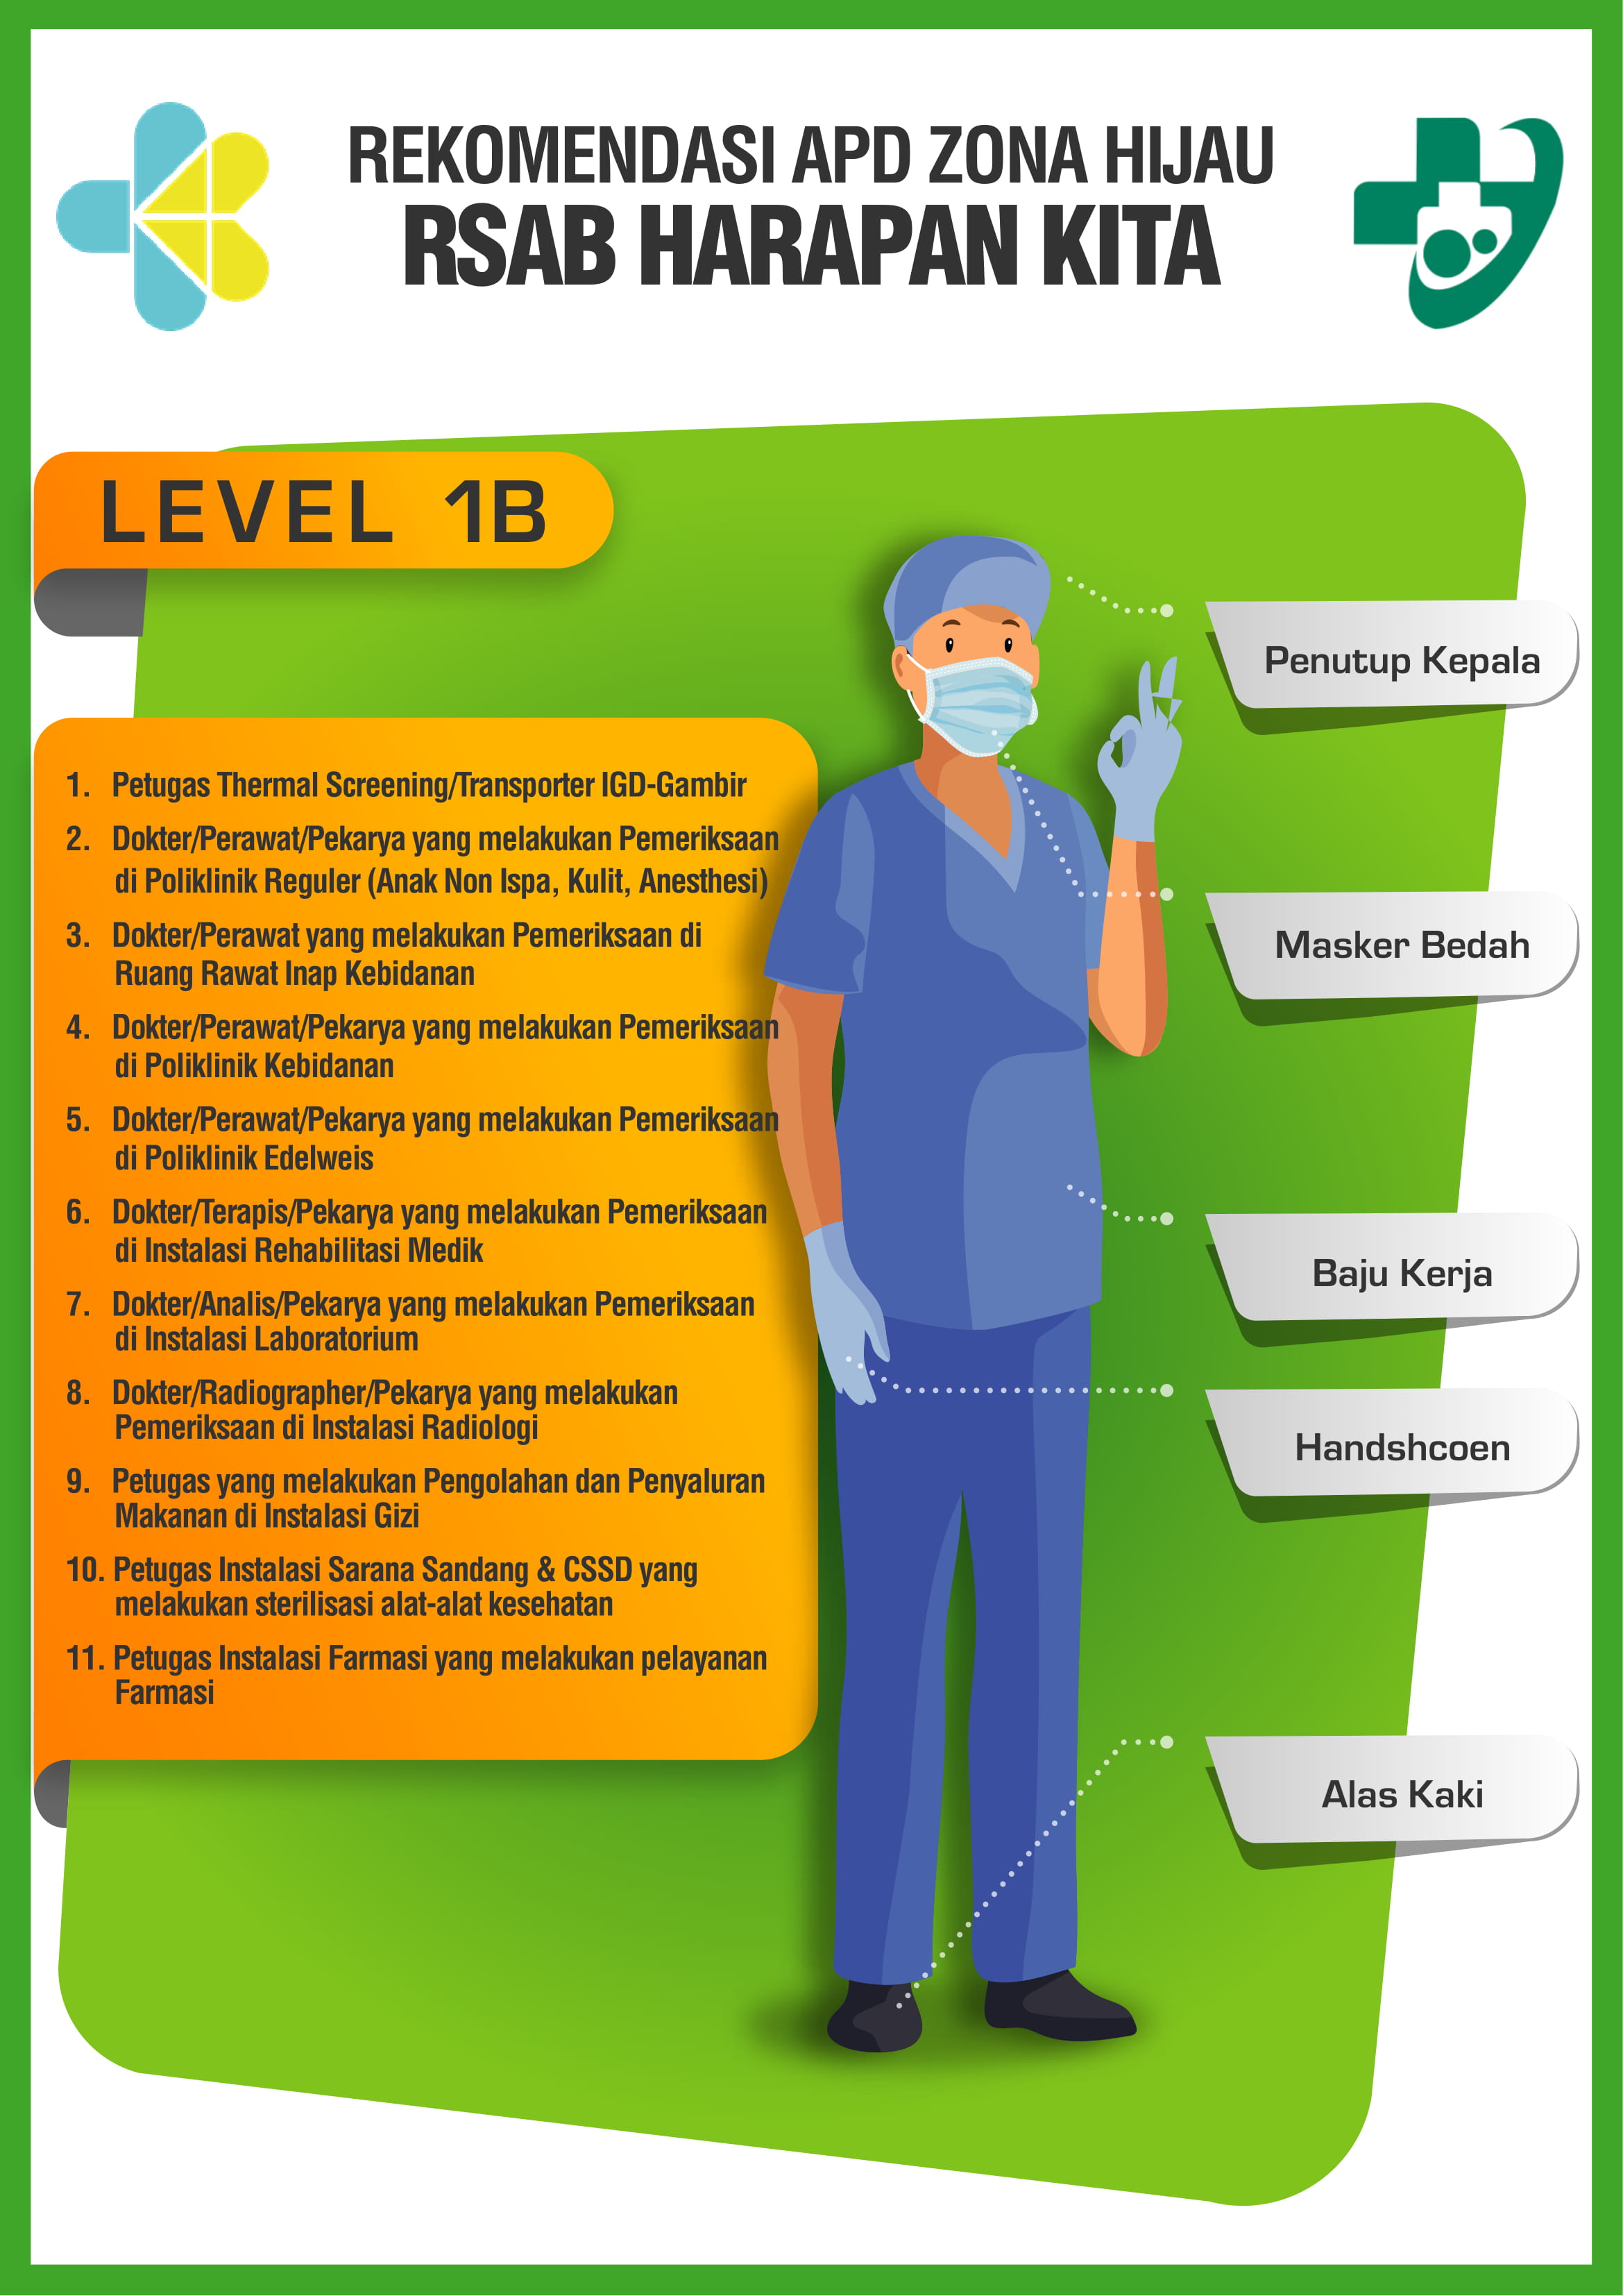 REKOMENDASI APD ZONA HIJAU
RSAB HARAPAN KITA
LEVEL 1B
1. Petugas Thermal Screening/Transporter IGD-Gambir
2. Dokter/Perawat/Pekarya yang melakukan Pemeriksaan
di Poliklinik Reguler (Anak Non Ispa, Kulit, Anesthesi)
3. Dokter/Perawat yang melakukan Pemeriksaan di
Ruang Rawat Inap Kebidanan
4. Dokter/Perawat/Pekarya yang melakukan Pemeriksaan
di Poliklinik Kebidanan
5. Dokter/Perawat/Pekarya yang melakukan Pemeriksaan
di Poliklinik Edelweis
6. Dokter/Terapis/Pekarya yang melakukan Pemeriksaan
di Instalasi Rehabilitasi Medik
7. Dokter/Analis/Pekarya yang melakukan Pemeriksaan
di Instalasi Laboratorium
8. Dokter/Radiographer/Pekarya yang melakukan
Pemeriksaan di Instalasi Radiologi
9. Petugas yang melakukan Pengolahan dan Penyaluran
Makanan di Instalasi Gizi
10. Petugas Instalasi Sarana Sandang & CSSD yang
melakukan sterilisasi alat-alat kesehatan
11. Petugas Instalasi Farmasi yang melakukan pelayanan
Farmasi
Penutup Kepala
Masker Bedah
Baju Kerja
Handshcoen
Alas Kaki